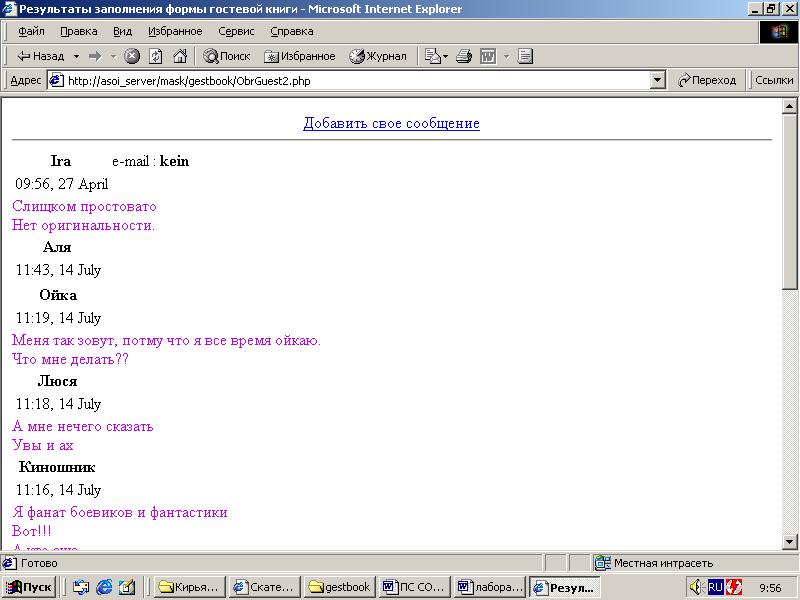 Результаты заполнения формы гостевой книги - Microsoft Internet Explorer
Файл Правка Вид Избранное Сервис Справка
Назад Поиск Избранное Журнал
Адрес http://asoi_server/mask/gestbook/ObrGuest2.php Переход Ссылки
Добавить свое сообщение
Ira e-mail : kein
09:56, 27 April
Слищком простовато
Нет оригинальности.
Аля
11:43, 14 July
Ойка
11:19, 14 July
Меня так зовут, потму что я все время ойкаю.
Что мне делать??
Люся
11:18, 14 July
А мне нечего сказать
Увы и ах
Киношник
11:16, 14 July
Я фанат боевиков и фантастики
Вот!!!
Готово Местная интрасеть
Пуск Кирья... Скате... gestbook ПС СО... лабора... Резул... RU 9:56